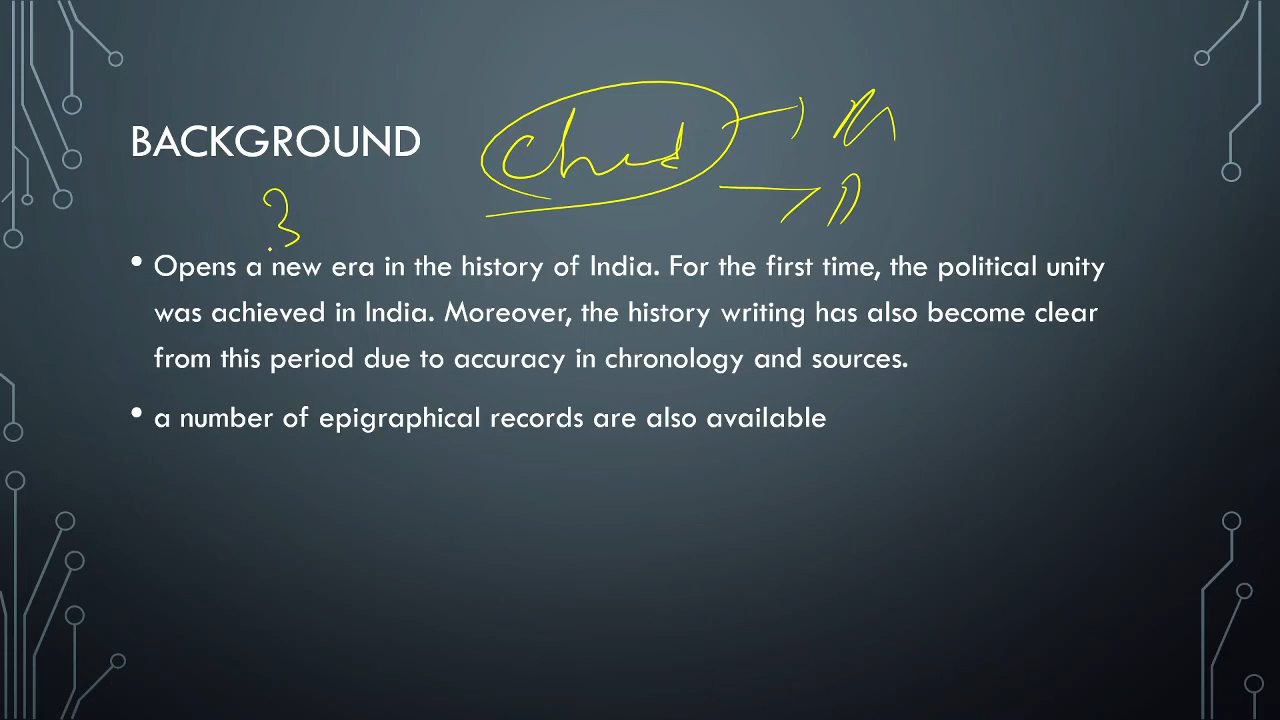 BACKGROUND
3
• Opens a new era in the history of India. For the first time, the political unity
was achieved in India. Moreover, the history writing has also become clear
from this period due to accuracy in chronology and sources.
• a number of epigraphical records are also available